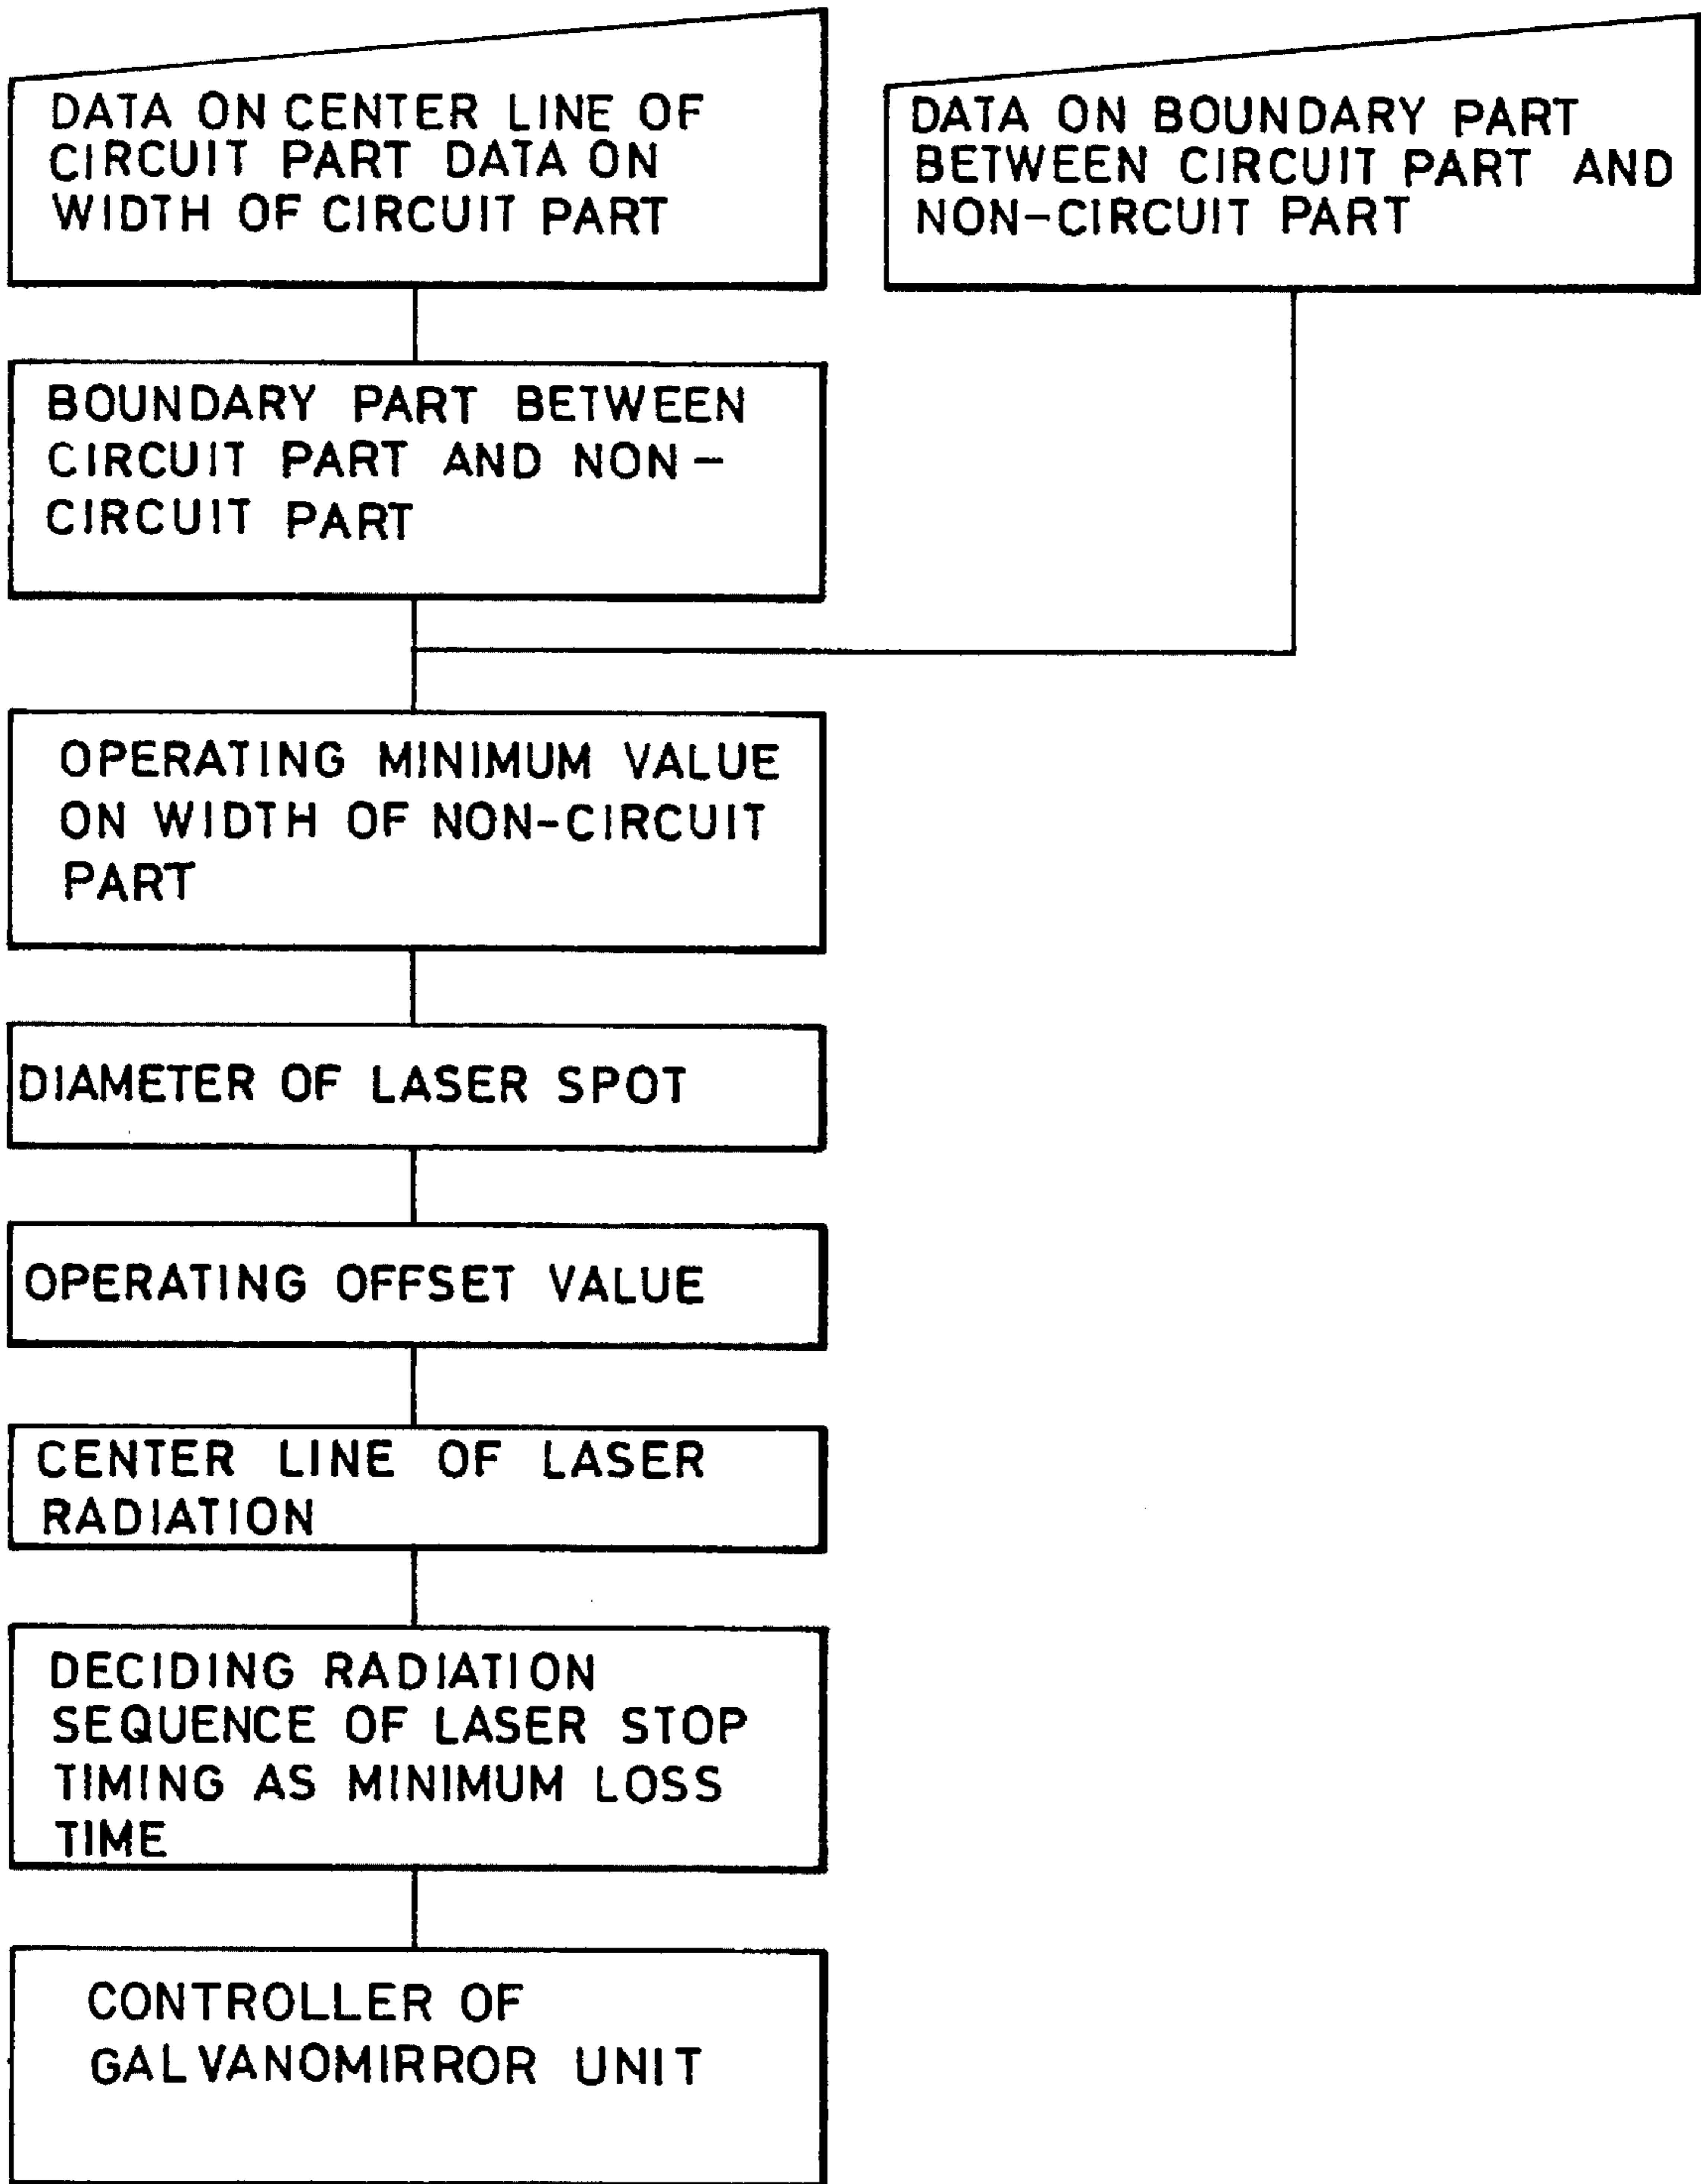 DATA ON CENTER LINE OF
CIRCUIT PART DATA ON
WIDTH OF CIRCUIT PART
DATA ON BOUNDARY PART
BETWEEN CIRCUIT PART AND
NON-CIRCUIT PART
BOUNDARY PART BETWEEN
CIRCUIT PART AND NON-
CIRCUIT PART
OPERATING MINIMUM VALUE
ON WIDTH OF NON-CIRCUIT
PART
DIAMETER OF LASER SPOT
OPERATING OFFSET VALUE
CENTER LINE OF LASER
RADIATION
DECIDING RADIATION
SEQUENCE OF LASER STOP
TIMING AS MINIMUM LOSS
TIME
CONTROLLER OF
GALVANOMIRROR UNIT